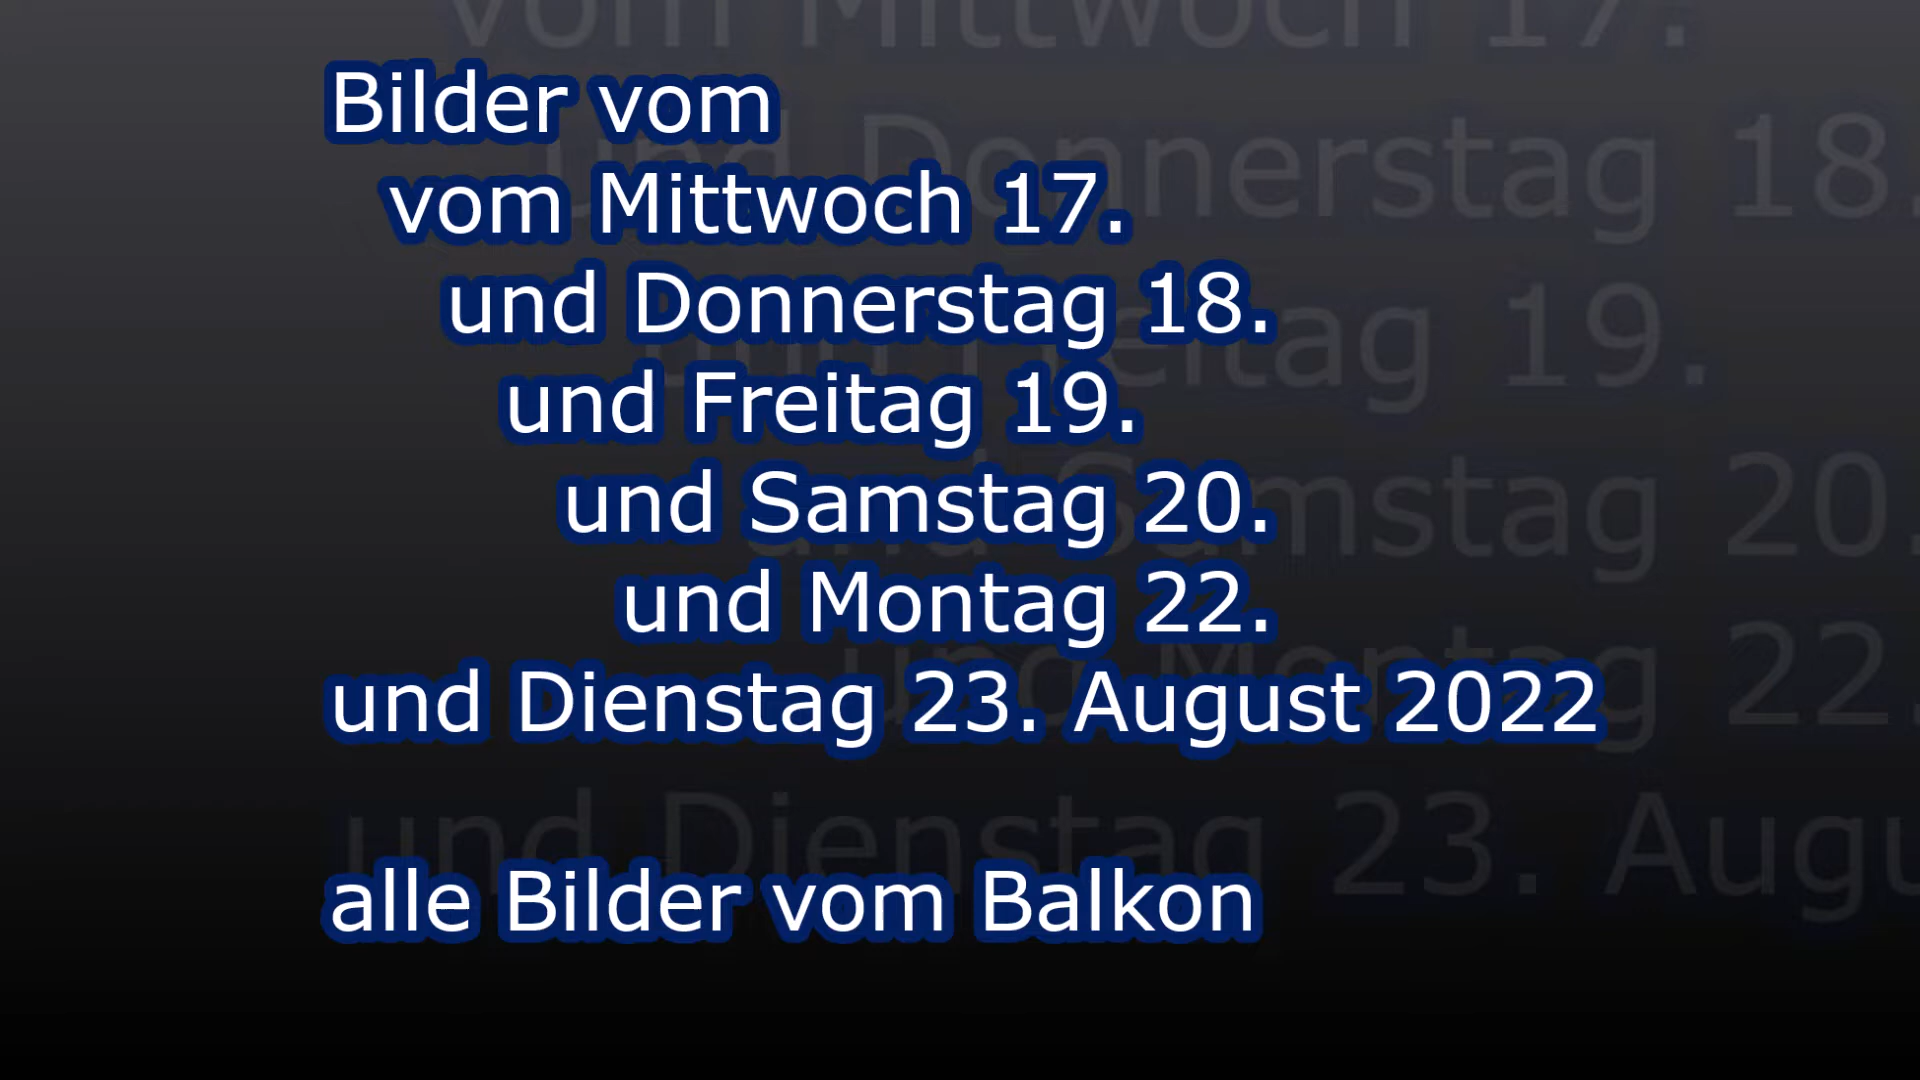 Bilder vom
vom Mittwoch 17.
und Donnerstag 18.
und Freitag 19.
und Samstag 20.
und Montag 22.
und Dienstag 23. August 2022
alle Bilder vom Balkon